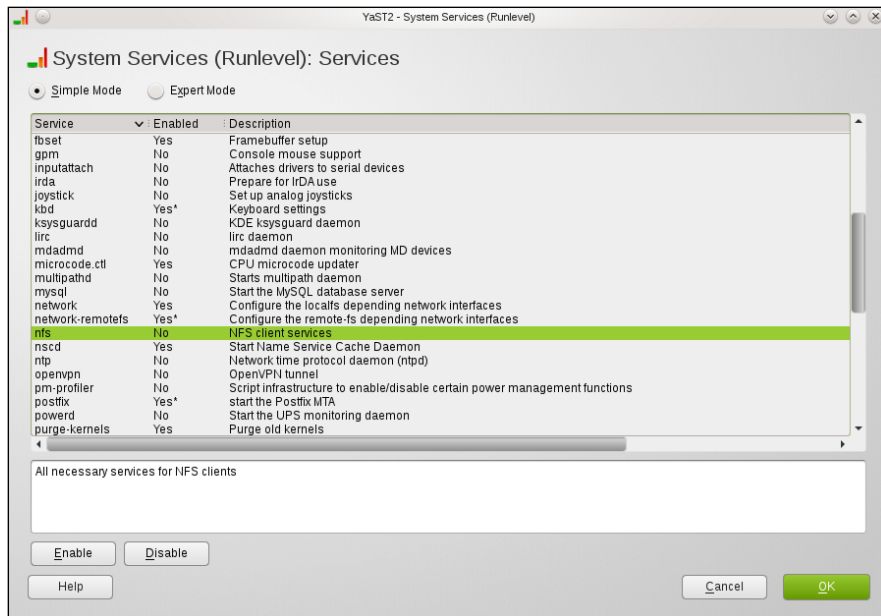 YaST2 - System Services (Runlevel)
System Services (Runlevel): Services
Simple Mode Expert Mode
Service Enabled Description
fbset Yes Framebuffer setup
gpm No Console mouse support
inputattach No Attaches drivers to serial devices
irda No Prepare for IrDA use
joystick No Set up analog joysticks
kbd Yes* Keyboard settings
ksysguardd No KDE ksysguard daemon
lirc No lirc daemon
mdadmd No mdadmd daemon monitoring MD devices
microcode.ctl Yes CPU microcode updater
multipathd No Starts multipath daemon
mysql No Start the MySQL database server
network Yes Configure the localfs depending network interfaces
network-remotefs Yes* Configure the remote-fs depending network interfaces
nfs No NFS client services
nscd Yes Start Name Service Cache Daemon
ntp No Network time protocol daemon (ntpd)
openvpn No OpenVPN tunnel
pm-profiler No Script infrastructure to enable/disable certain power management functions
postfix Yes* start the Postfix MTA
powerd No Start the UPS monitoring daemon
purge-kernels Yes Purge old kernels
All necessary services for NFS clients
Enable Disable
Help Cancel OK